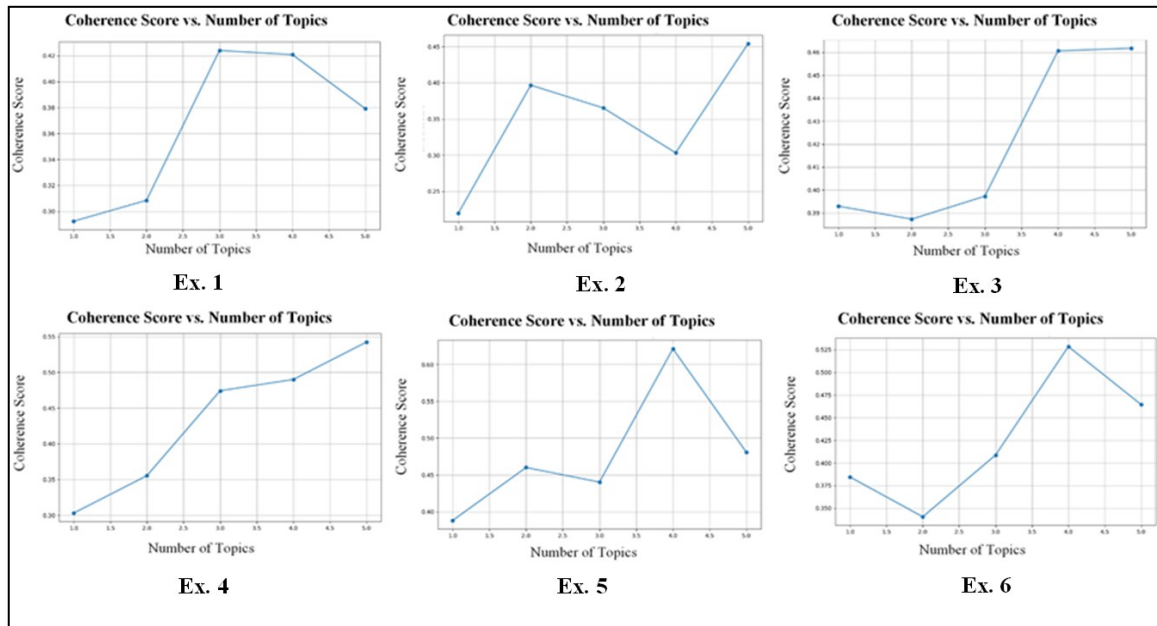 Coherence Score vs. Number of Topics
Coherence Score
0.42
0.40
0.38
0.36
0.34
0.32
0.30
1.0 1.5 2.0 2.5 3.0 3.5 4.0 4.5 5.0
Number of Topics
Ex. 1
Coherence Score vs. Number of Topics
Coherence Score
0.45
0.40
0.35
0.30
0.25
1.0 1.5 2.0 2.5 3.0 3.5 4.0 4.5 5.0
Number of Topics
Ex. 2
Coherence Score vs. Number of Topics
Coherence Score
0.46
0.45
0.44
0.43
0.42
0.41
0.40
0.39
1.0 1.5 2.0 2.5 3.0 3.5 4.0 4.5 5.0
Number of Topics
Ex. 3
Coherence Score vs. Number of Topics
Coherence Score
0.55
0.50
0.45
0.40
0.35
0.30
1.0 1.5 2.0 2.5 3.0 3.5 4.0 4.5 5.0
Number of Topics
Ex. 4
Coherence Score vs. Number of Topics
Coherence Score
0.60
0.55
0.50
0.45
0.40
1.0 1.5 2.0 2.5 3.0 3.5 4.0 4.5 5.0
Number of Topics
Ex. 5
Coherence Score vs. Number of Topics
Coherence Score
0.525
0.500
0.475
0.450
0.425
0.400
0.375
0.350
1.0 1.5 2.0 2.5 3.0 3.5 4.0 4.5 5.0
Number of Topics
Ex. 6